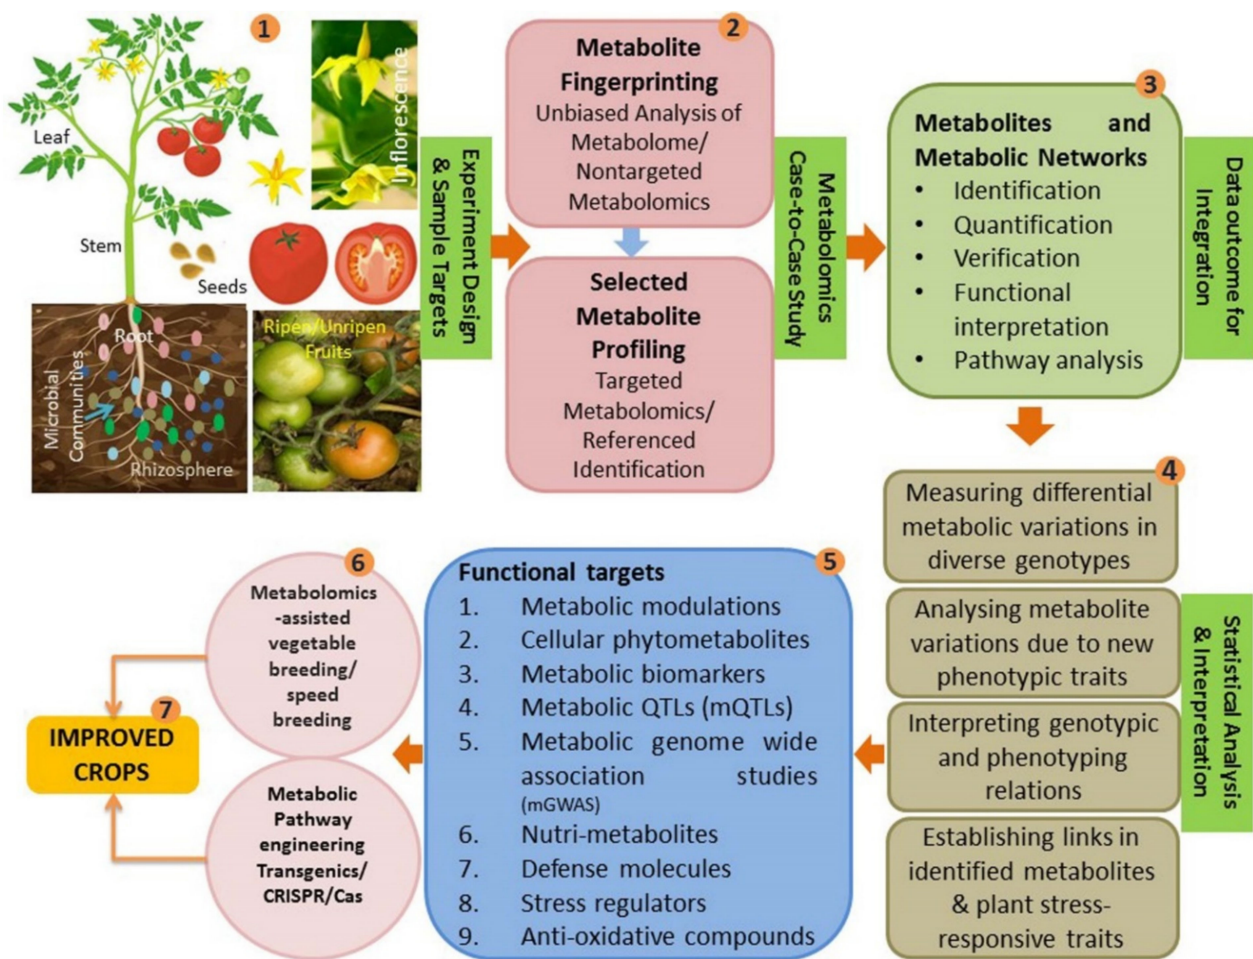 1
Inflorescence
Leaf
Stem
Seeds
Root
Microbial
Communities
Rhizosphere
Ripen/Unripen
Fruits
Experiment Design
& Sample Targets
2
Metabolite
Fingerprinting
Unbiased Analysis of
Metabolome/
Nontargeted
Metabolomics
Selected
Metabolite
Profiling
Targeted
Metabolomics/
Referenced
Identification
Metabolomics
Case-to-Case Study
3
Metabolites and
Metabolic Networks
• Identification
• Quantification
• Verification
• Functional
interpretation
• Pathway analysis
Data outcome for
Integration
4
Measuring differential
metabolic variations in
diverse genotypes
Analysing metabolite
variations due to new
phenotypic traits
Interpreting genotypic
and phenotyping
relations
Establishing links in
identified metabolites
& plant stress-
responsive traits
Statistical Analysis
& Interpretation
5
Functional targets
1. Metabolic modulations
2. Cellular phytometabolites
3. Metabolic biomarkers
4. Metabolic QTLs (mQTLs)
5. Metabolic genome wide
association studies
(mGWAS)
6. Nutri-metabolites
7. Defense molecules
8. Stress regulators
9. Anti-oxidative compounds
6
Metabolomics
-assisted
vegetable
breeding/
speed
breeding
Metabolic
Pathway
engineering
Transgenics/
CRISPR/Cas
7
IMPROVED
CROPS